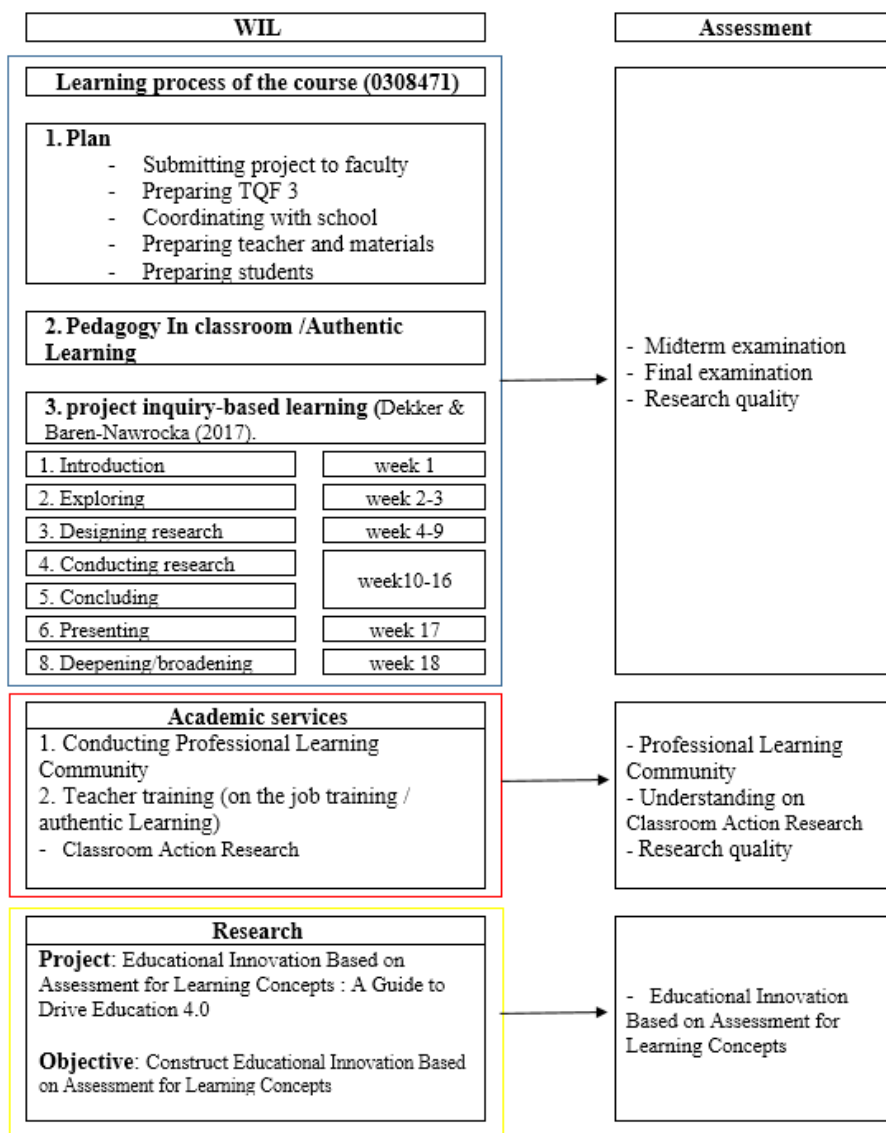 WIL
Assessment
Learning process of the course (0308471)
1. Plan
- Submitting project to faculty
- Preparing TQF 3
- Coordinating with school
- Preparing teacher and materials
- Preparing students
2. Pedagogy In classroom /Authentic
Learning
3. project inquiry-based learning (Dekker &
Baren-Nawrocka (2017).
1. Introduction
week 1
2. Exploring
week 2-3
3. Designing research
week 4-9
4. Conducting research
5. Concluding
week10-16
6. Presenting
week 17
8. Deepening/broadening
week 18
- Midterm examination
- Final examination
- Research quality
Academic services
1. Conducting Professional Learning
Community
2. Teacher training (on the job training /
authentic Learning)
- Classroom Action Research
- Professional Learning
Community
- Understanding on
Classroom Action Research
- Research quality
Research
Project: Educational Innovation Based on
Assessment for Learning Concepts : A Guide to
Drive Education 4.0
Objective: Construct Educational Innovation Based
on Assessment for Learning Concepts
- Educational Innovation
Based on Assessment for
Learning Concepts